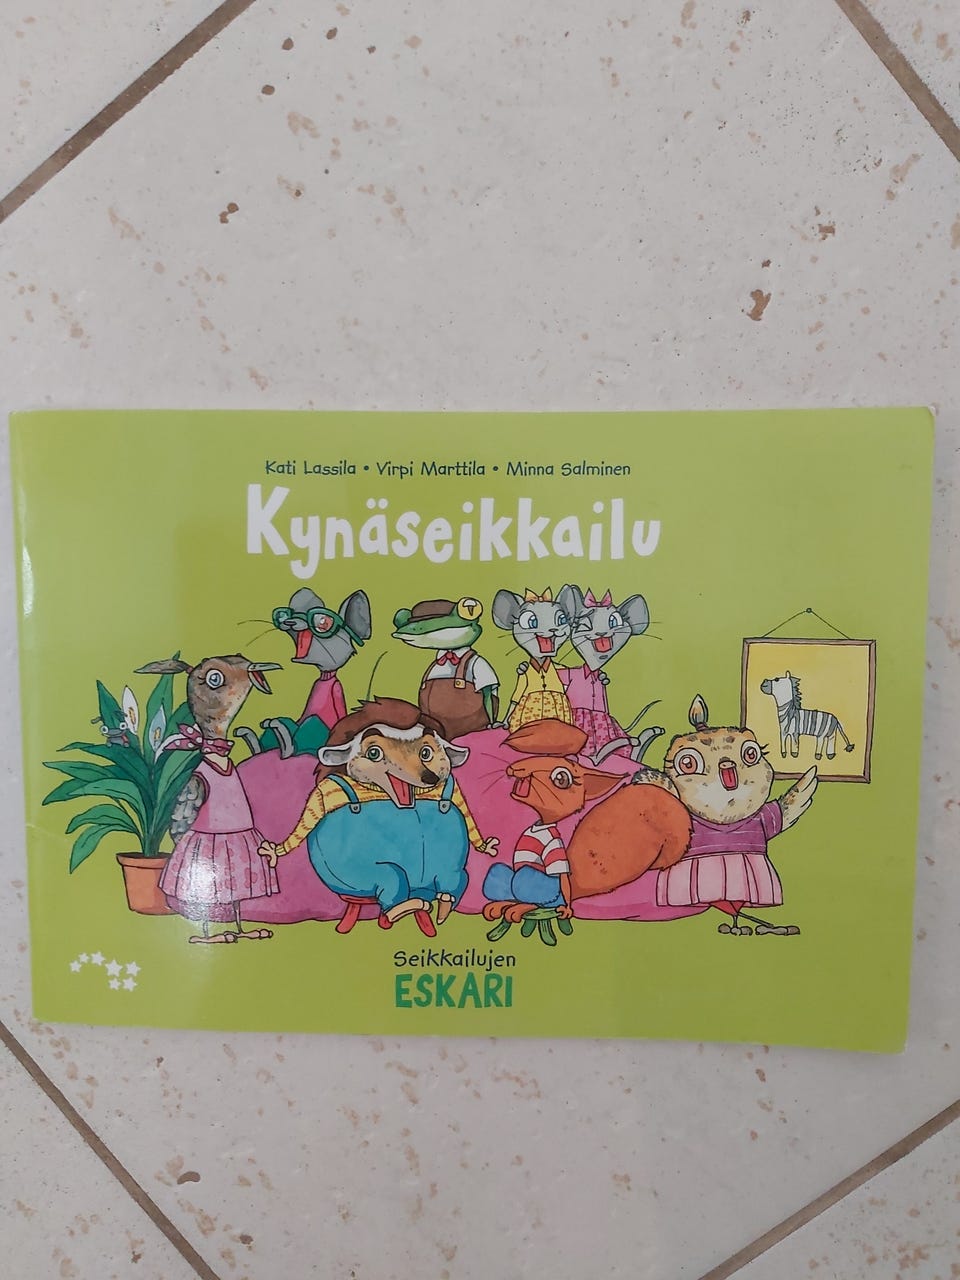 Kati Lassila • Virpi Marttila • Minna Salminen
Kynäseikkailu
Seikkailujen
ESKARI